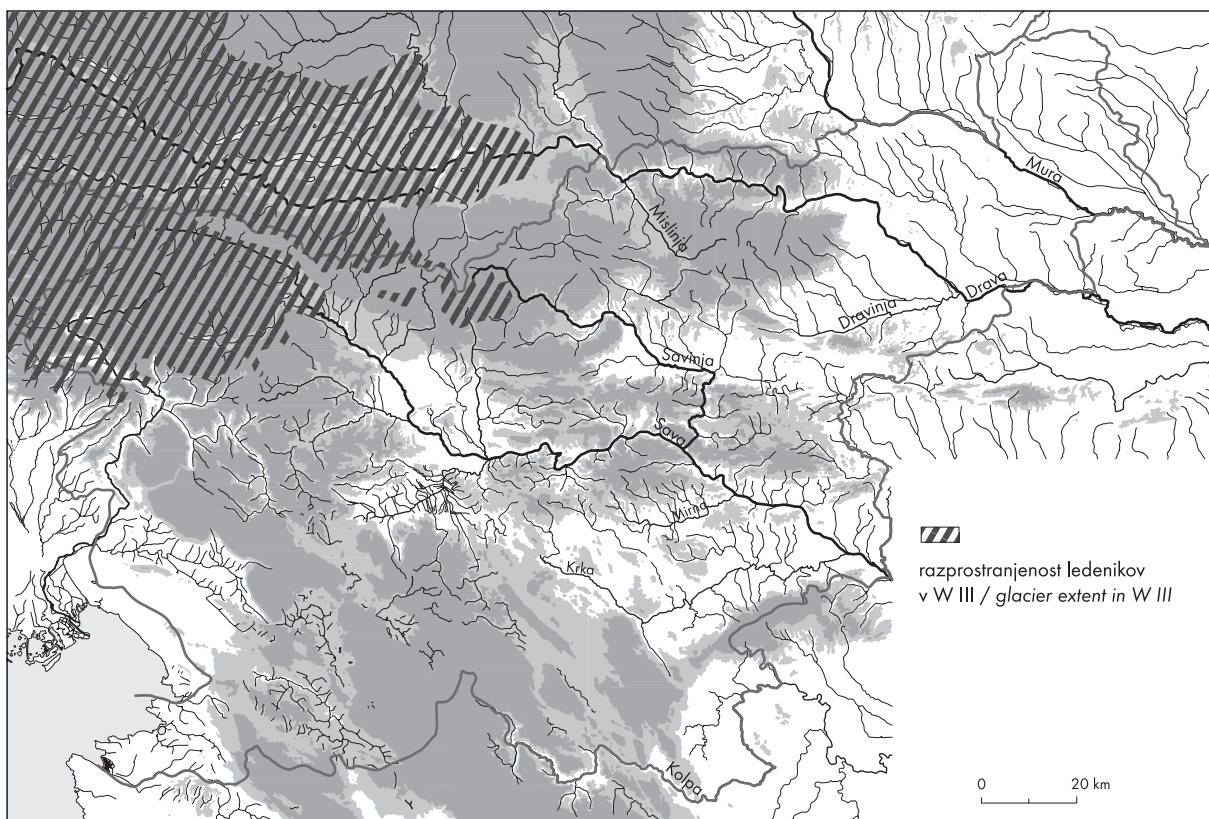 Mura
Mislinja
Drava
Dravinja
Savinja
Sava
Mirna
Krka
Kolpa
razprostranjenost ledenikov
v W III / glacier extent in W III
0 20 km